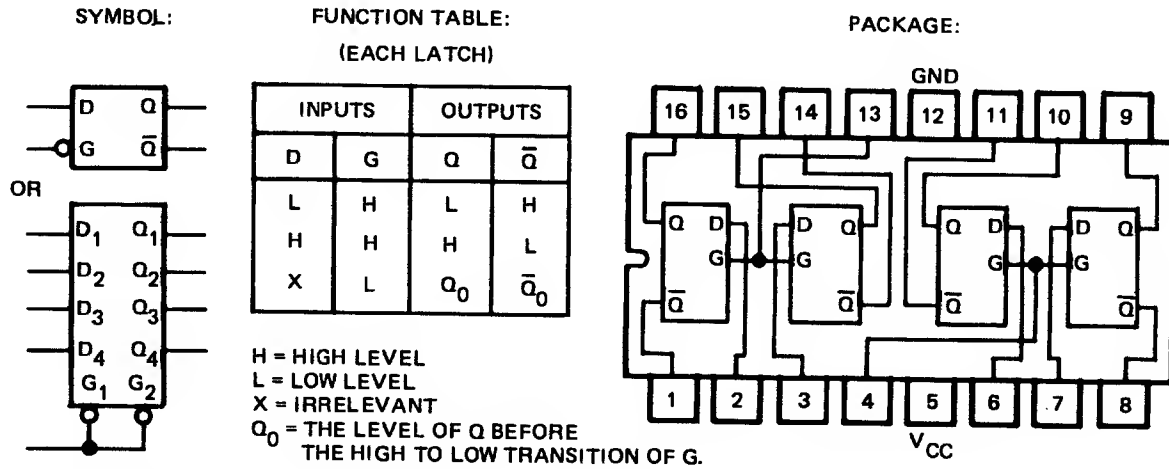 SYMBOL:
D Q
G Q̅
OR
D1 Q1
D2 Q2
D3 Q3
D4 Q4
G1 G2
FUNCTION TABLE:
(EACH LATCH)
INPUTS OUTPUTS
D G Q Q̅
L H L H
H H H L
X L Q0 Q̅0
H = HIGH LEVEL
L = LOW LEVEL
X = IRRELEVANT
Q0 = THE LEVEL OF Q BEFORE
THE HIGH TO LOW TRANSITION OF G.
PACKAGE:
GND
16 15 14 13 12 11 10 9
Q D D Q Q D D Q
G G G G
Q̅ Q̅ Q̅ Q̅
1 2 3 4 5 6 7 8
VCC